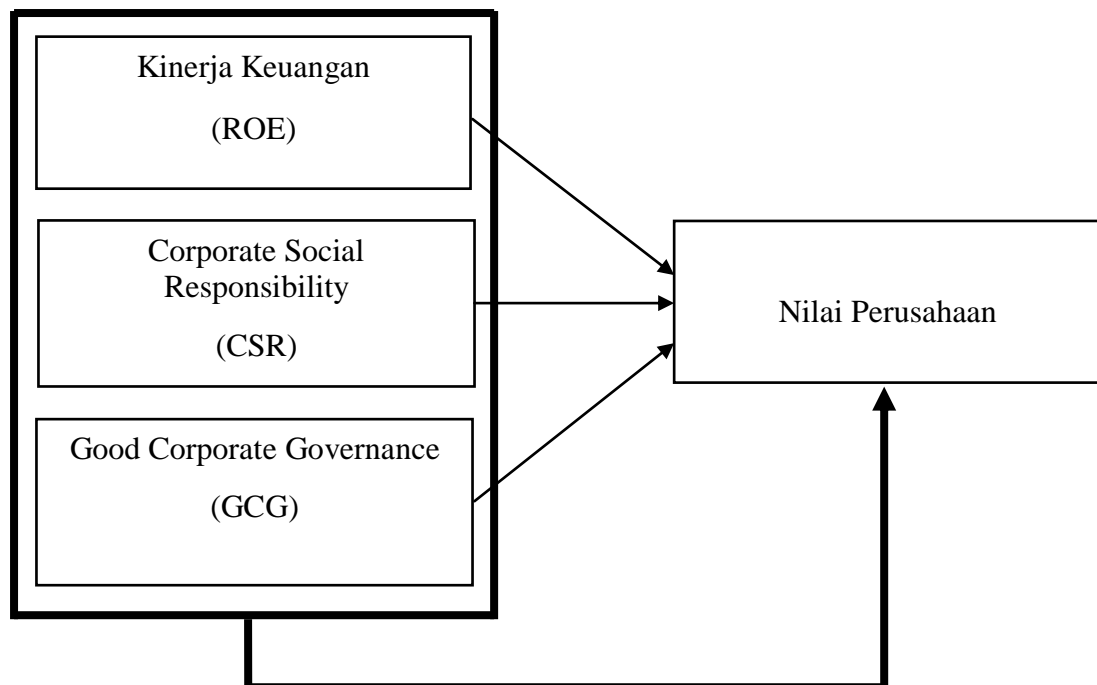 Kinerja Keuangan
(ROE)
Corporate Social
Responsibility
(CSR)
Good Corporate Governance
(GCG)
Nilai Perusahaan